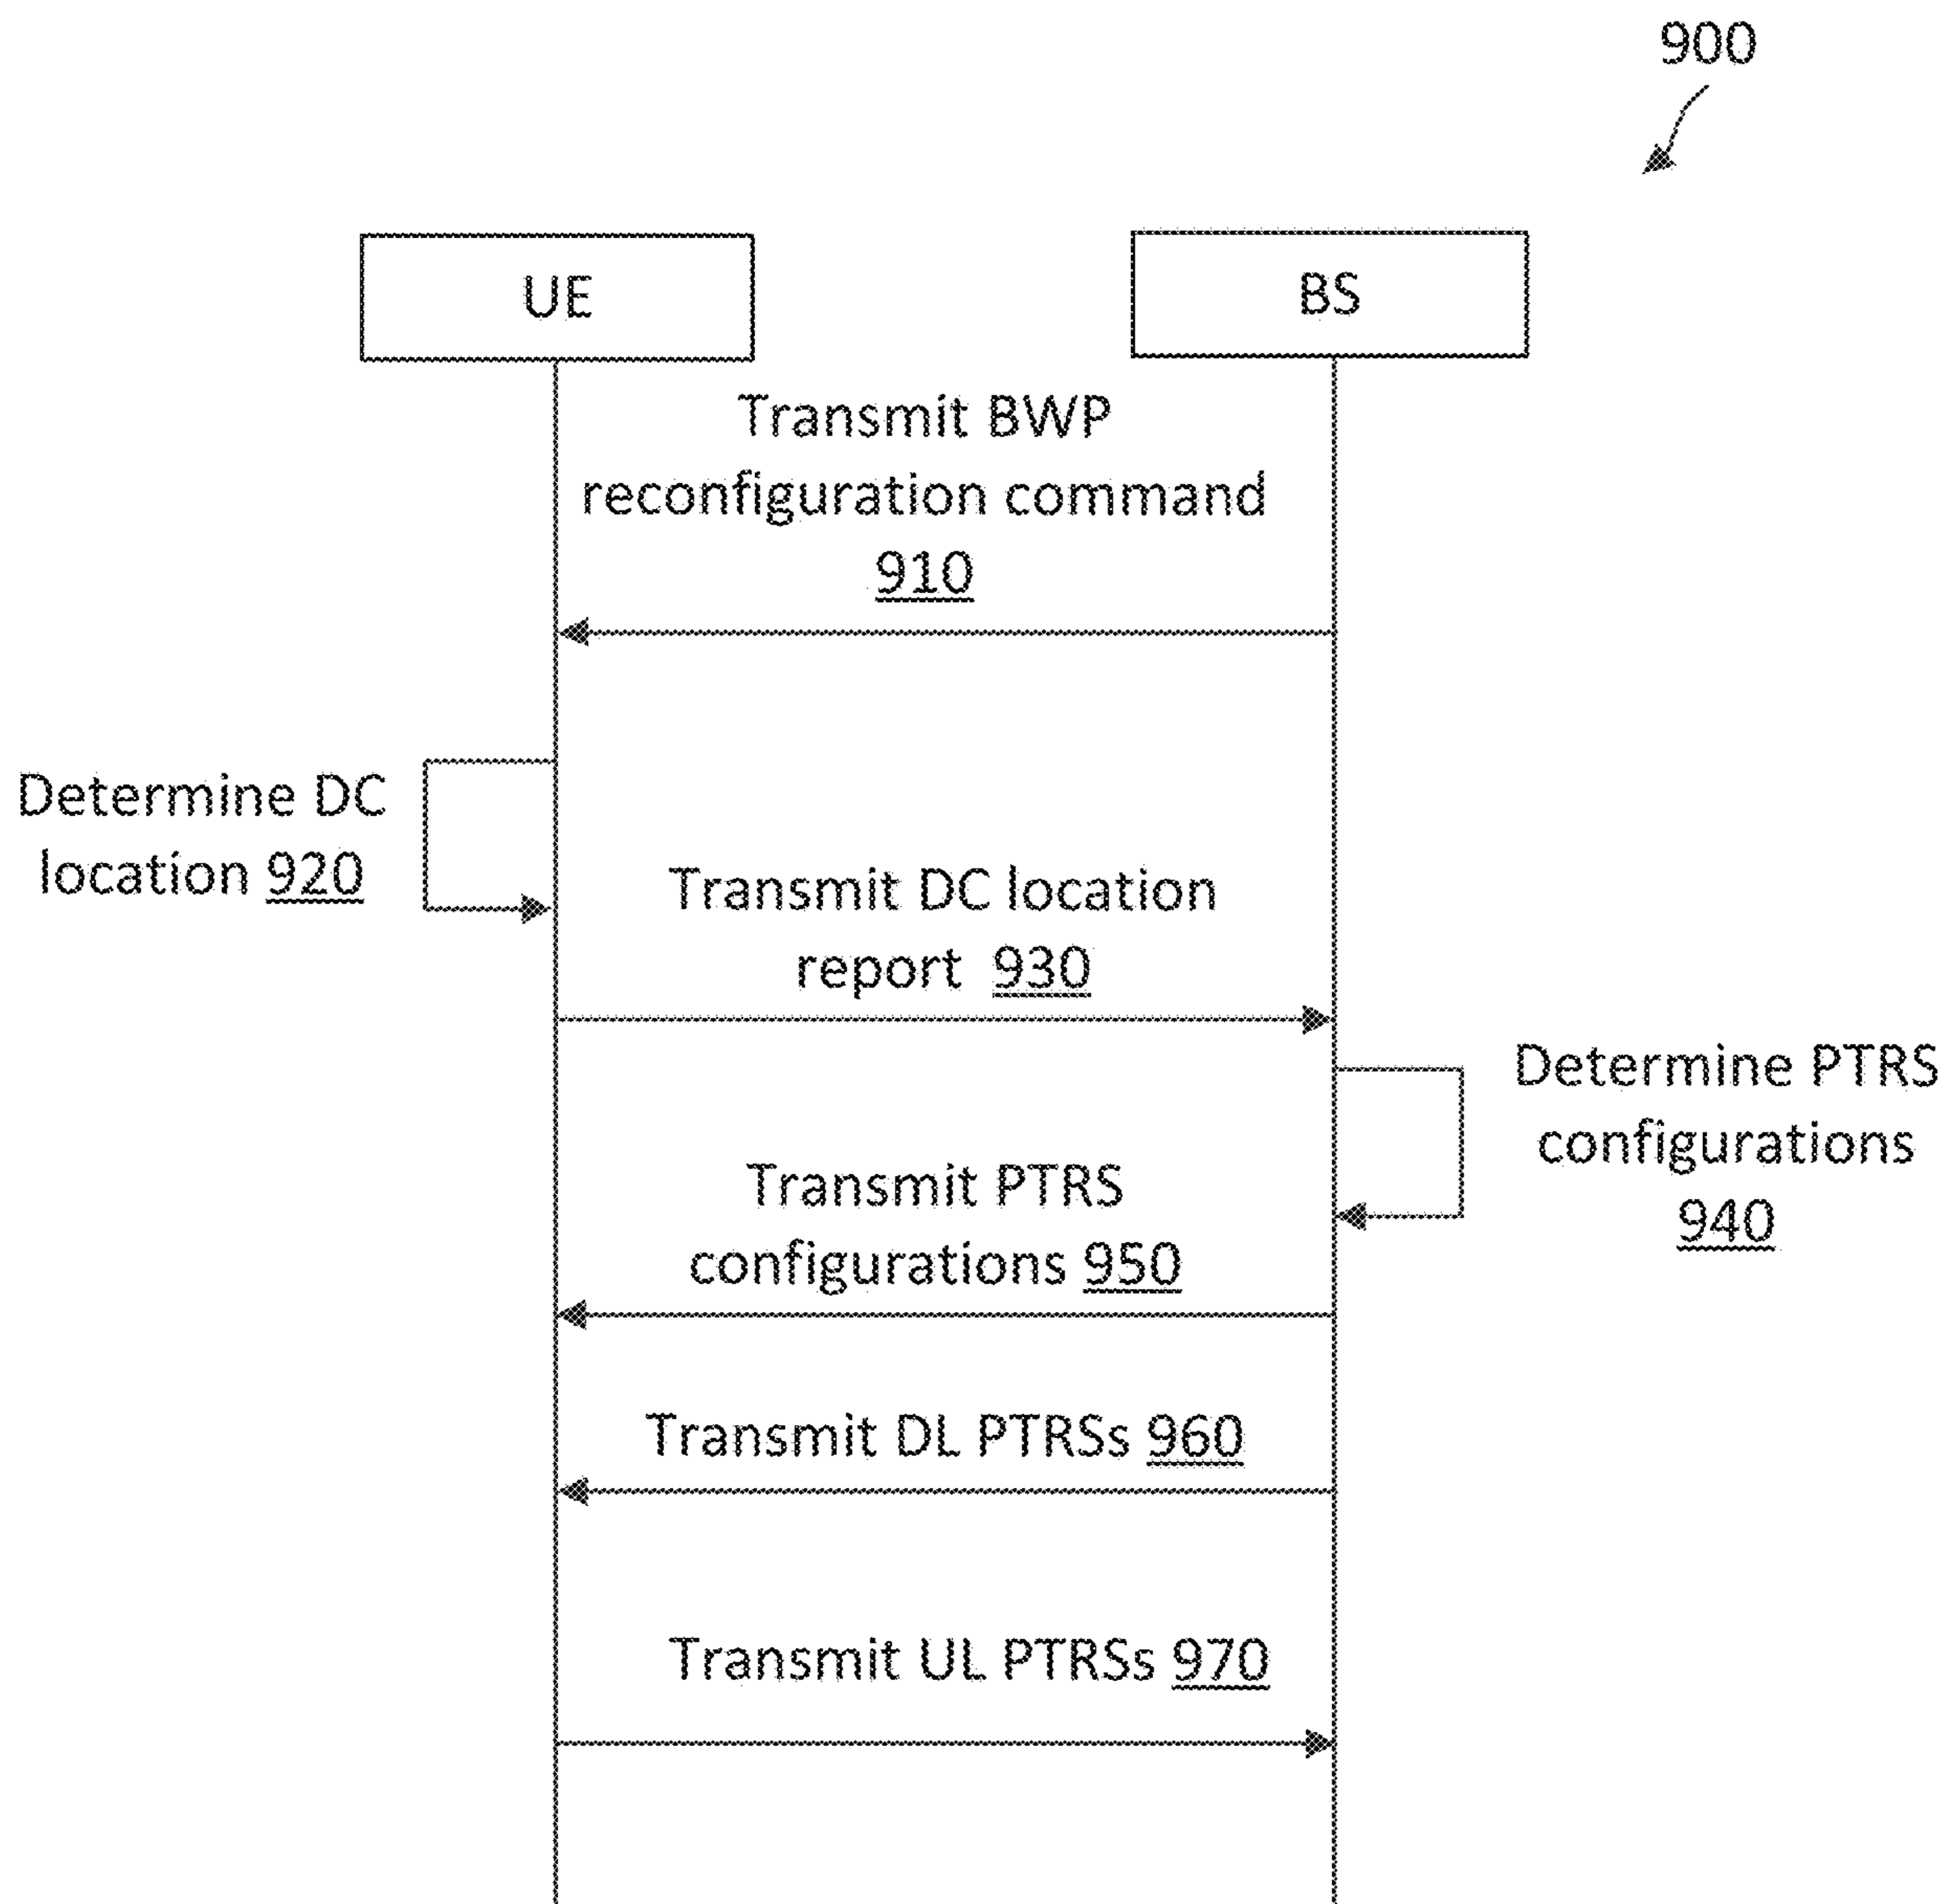 900
UE
BS
Transmit BWP
reconfiguration command
910
Determine DC
location 920
Transmit DC location
report 930
Determine PTRS
configurations
940
Transmit PTRS
configurations 950
Transmit DL PTRSs 960
Transmit UL PTRSs 970